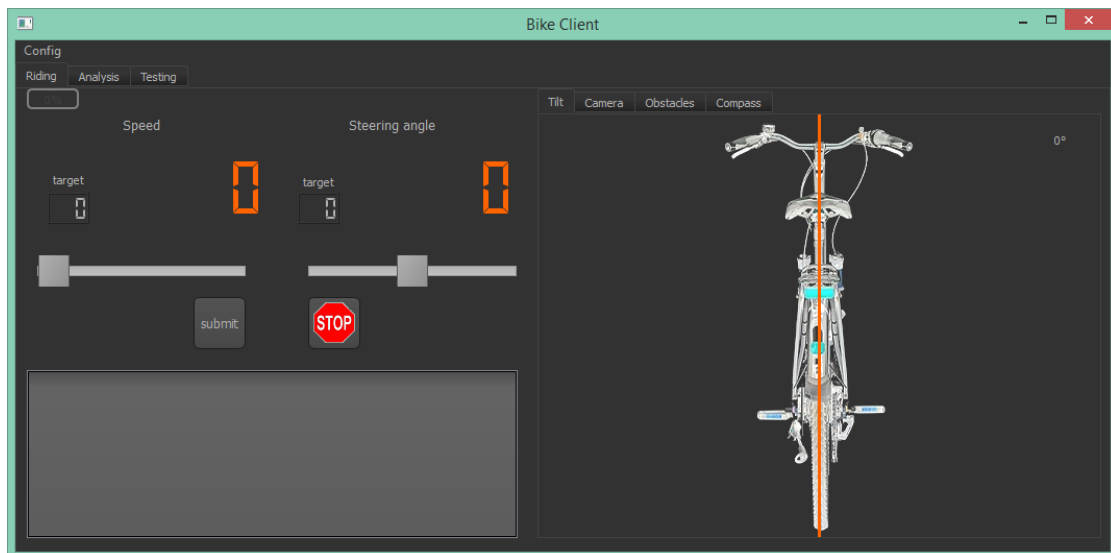 Bike Client
Config
Riding Analysis Testing
0%
Tilt Camera Obstacles Compass
Speed Steering angle
0°
target 0 target 0
0 0
submit STOP